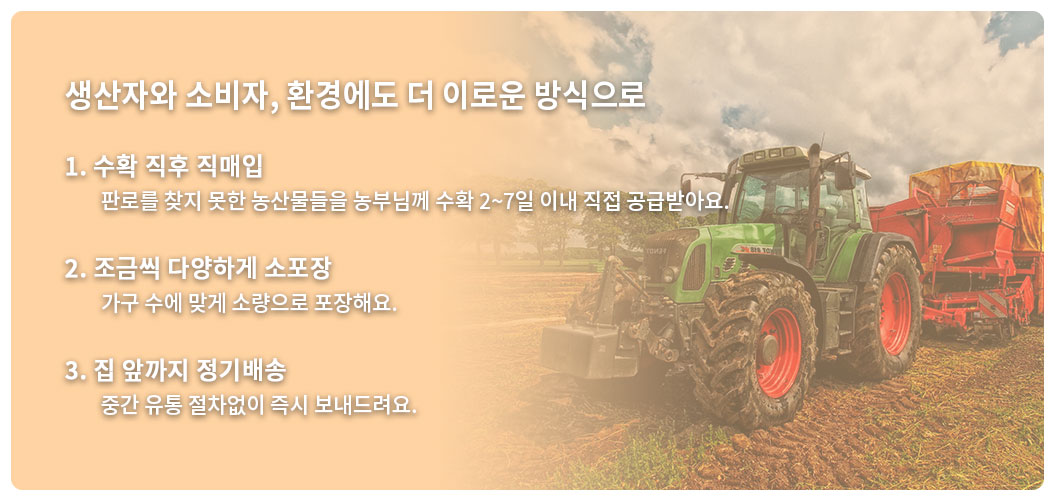 생산자와 소비자, 환경에도 더 이로운 방식으로
1. 수확 직후 직매입
판로를 찾지 못한 농산물들을 농부님께 수확 2~7일 이내 직접 공급받아요.
2. 조금씩 다양하게 소포장
가구 수에 맞게 소량으로 포장해요.
3. 집 앞까지 정기배송
중간 유통 절차없이 즉시 보내드려요.